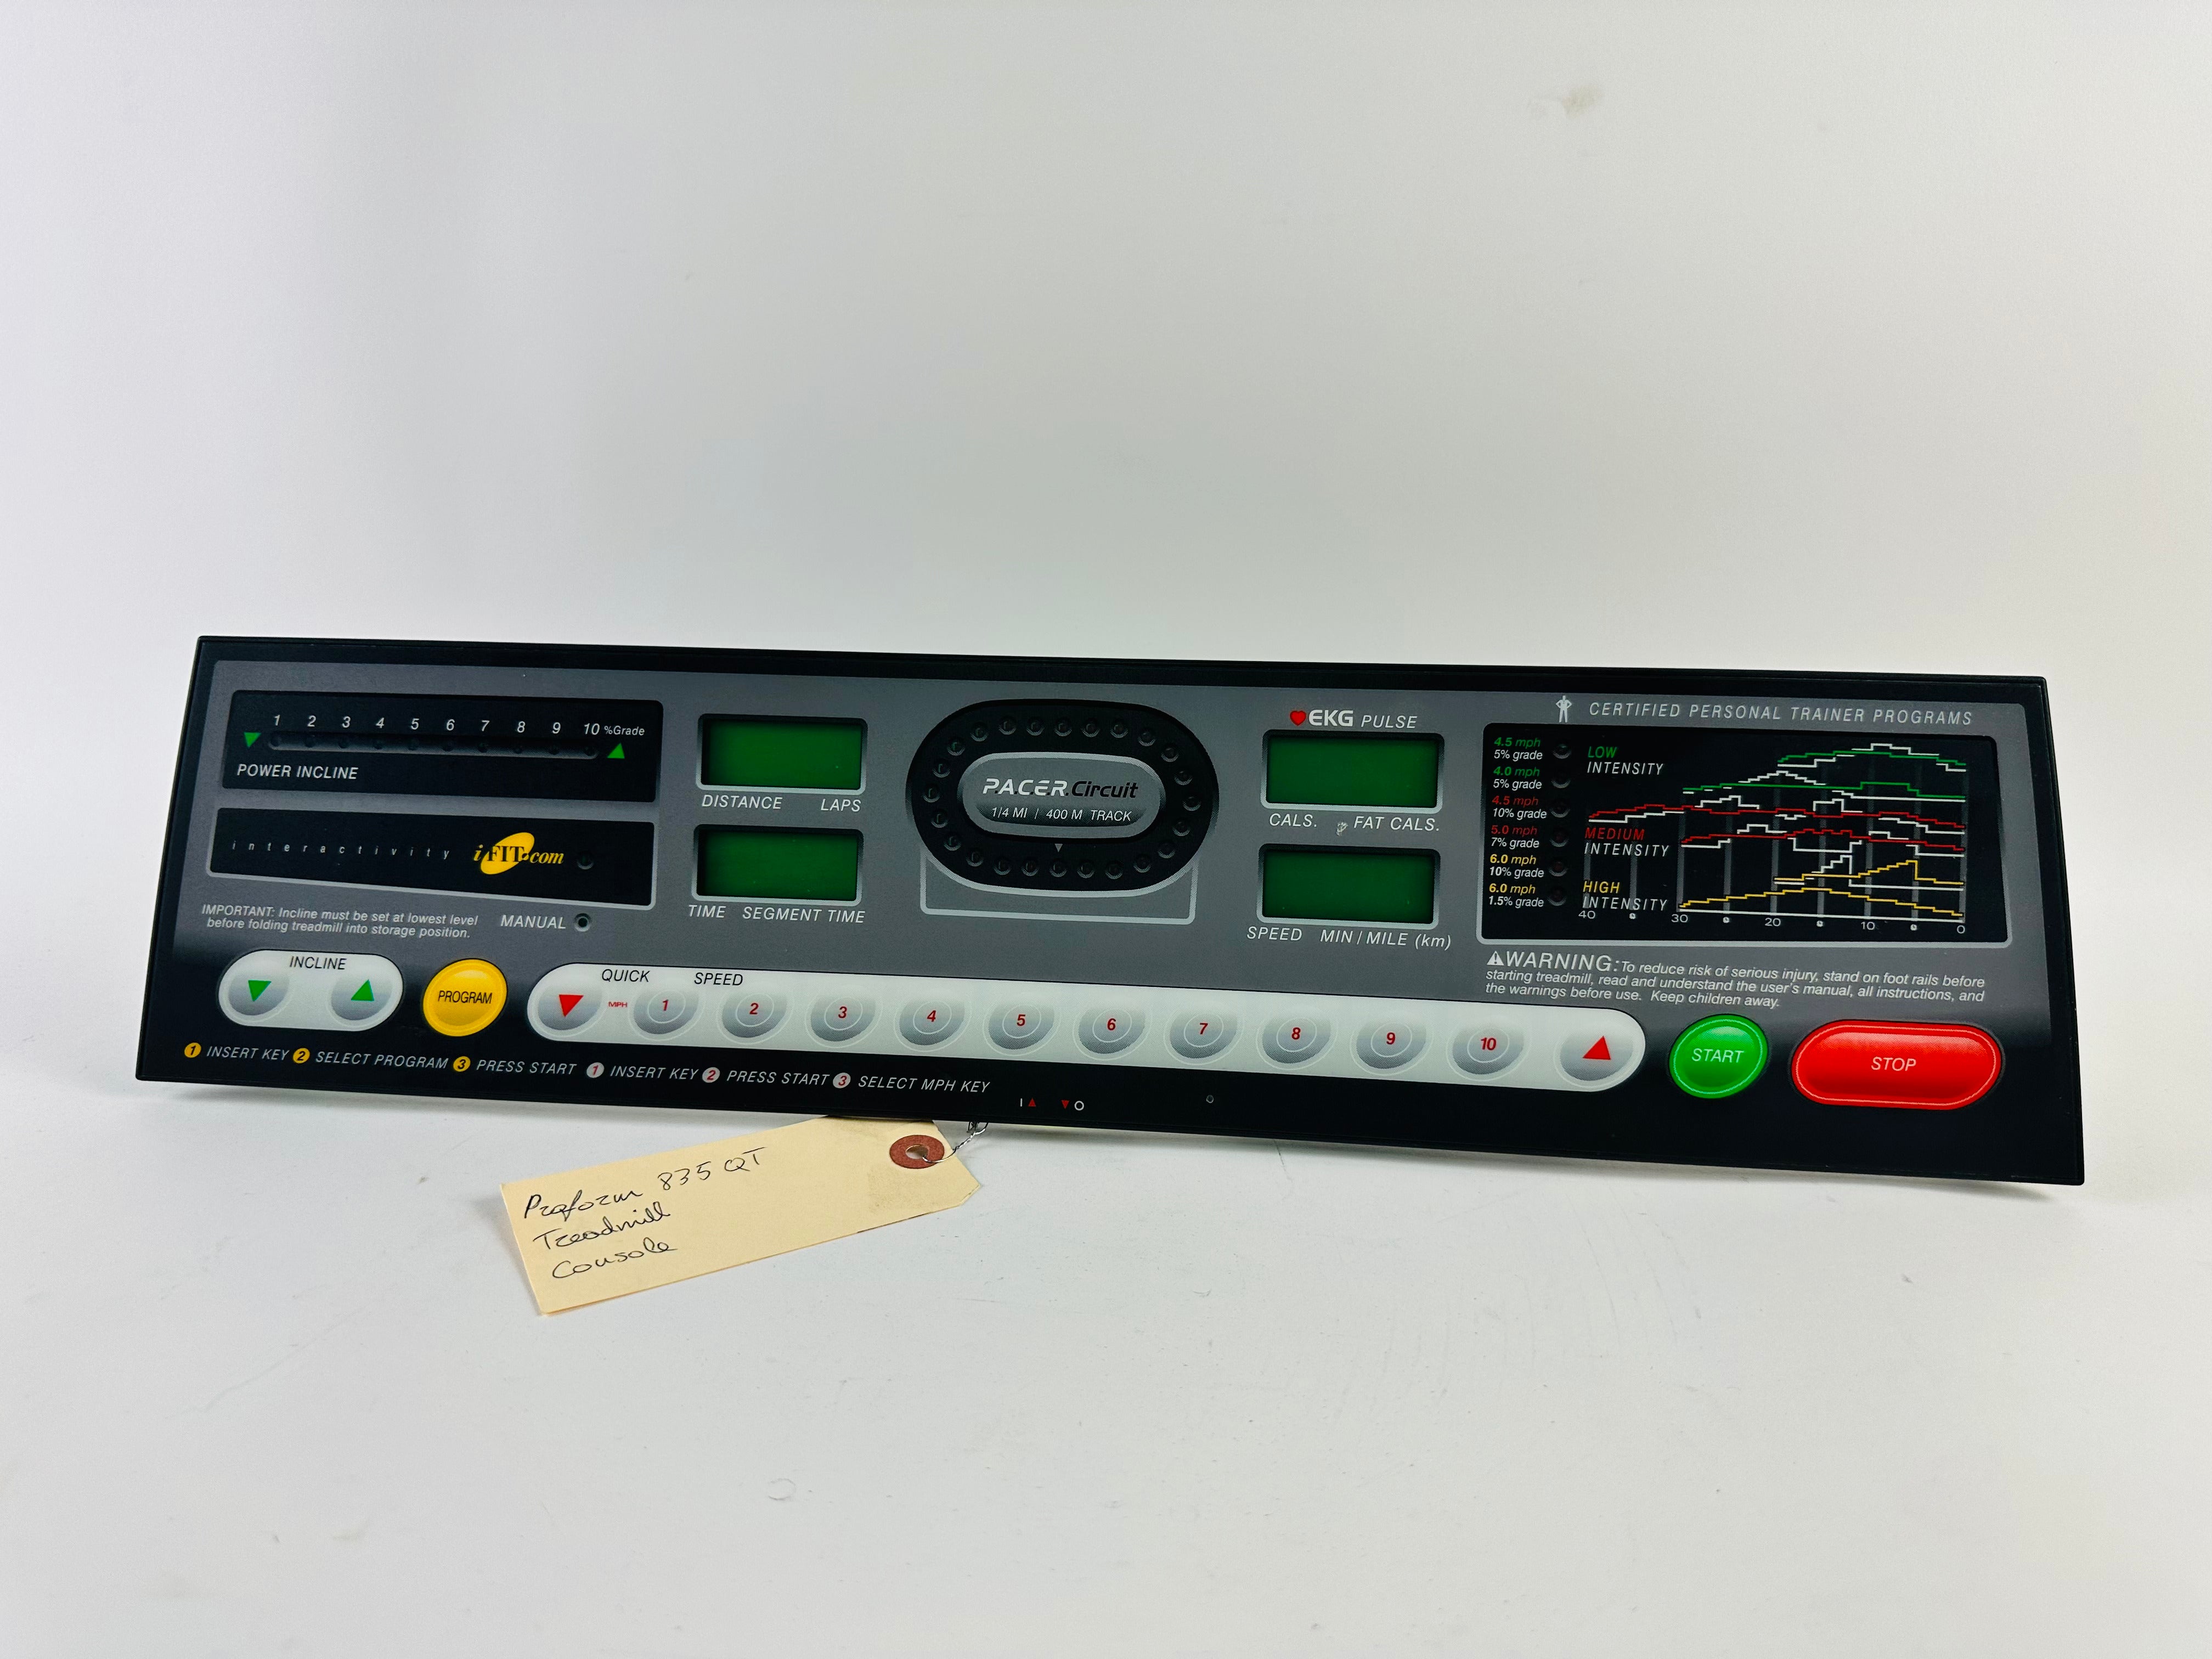 1 2 3 4 5 6 7 8 9 10 %Grade
POWER INCLINE
interactivity iFIT.com
IMPORTANT: Incline must be set at lowest level
before folding treadmill into storage position.
MANUAL
DISTANCE LAPS
TIME SEGMENT TIME
PACER Circuit
1/4 MI / 400 M TRACK
EKG PULSE
CALS. FAT CALS.
SPEED MIN / MILE (km)
CERTIFIED PERSONAL TRAINER PROGRAMS
4.5 mph
5% grade
4.0 mph
5% grade
4.5 mph
10% grade
5.0 mph
7% grade
6.0 mph
10% grade
6.0 mph
1.5% grade
LOW
INTENSITY
MEDIUM
INTENSITY
HIGH
INTENSITY
40 30 20 10 0
WARNING: To reduce risk of serious injury, stand on foot rails before
starting treadmill, read and understand the user's manual, all instructions, and
the warnings before use. Keep children away.
INCLINE
PROGRAM
QUICK SPEED
MPH 1 2 3 4 5 6 7 8 9 10
START
STOP
1 INSERT KEY 2 SELECT PROGRAM 3 PRESS START 1 INSERT KEY 2 PRESS START 3 SELECT MPH KEY
I O
Proform 835 QT
Treadmill
Console